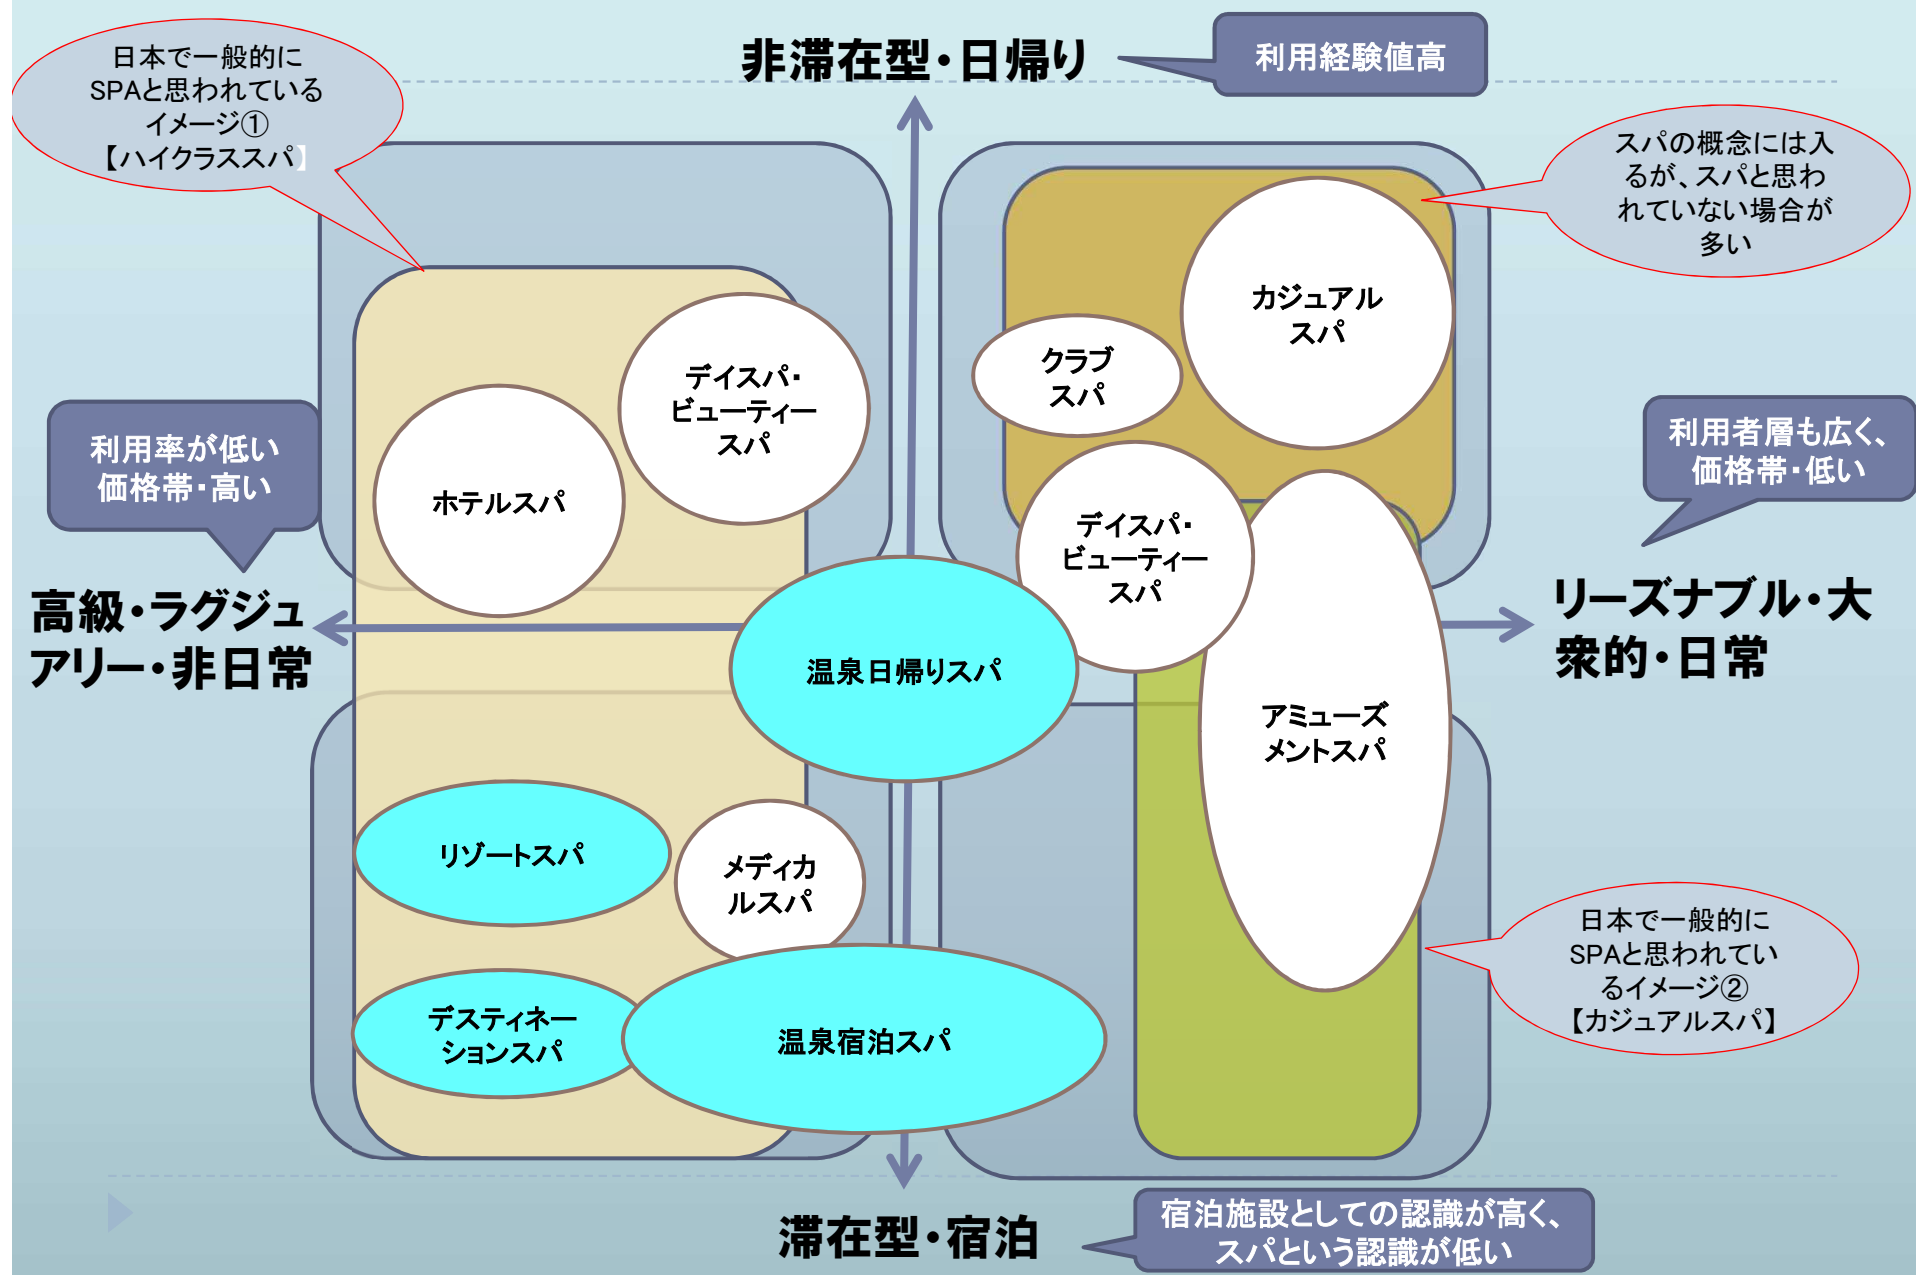 日本で一般的に
SPAと思われている
イメージ①
【ハイクラススパ】
非滞在型・日帰り
利用経験値高
スパの概念には入
るが、スパと思わ
れていない場合が
多い
カジュアル
スパ
クラブ
スパ
デイスパ・
ビューティー
スパ
ホテルスパ
利用率が低い
価格帯・高い
利用者層も広く、
価格帯・低い
デイスパ・
ビューティー
スパ
高級・ラグジュ
アリー・非日常
リーズナブル・大
衆的・日常
温泉日帰りスパ
アミューズ
メントスパ
リゾートスパ
メディカ
ルスパ
日本で一般的に
SPAと思われてい
るイメージ②
【カジュアルスパ】
デスティネー
ションスパ
温泉宿泊スパ
滞在型・宿泊
宿泊施設としての認識が高く、
スパという認識が低い